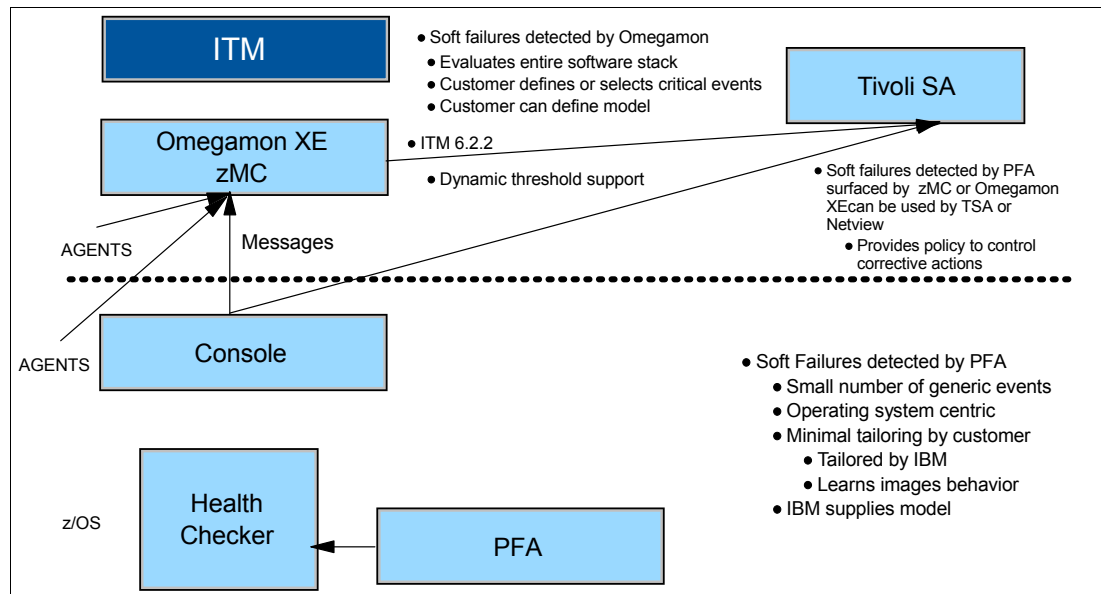 ITM
● Soft failures detected by Omegamon
● Evaluates entire software stack
● Customer defines or selects critical events
● Customer can define model
Tivoli SA
Omegamon XE
zMC
● ITM 6.2.2
● Dynamic threshold support
● Soft failures detected by PFA
surfaced by zMC or Omegamon
XEcan be used by TSA or
Netview
● Provides policy to control
corrective actions
AGENTS
Messages
Console
AGENTS
● Soft Failures detected by PFA
● Small number of generic events
● Operating system centric
● Minimal tailoring by customer
● Tailored by IBM
● Learns images behavior
● IBM supplies model
Health
Checker
z/OS
PFA